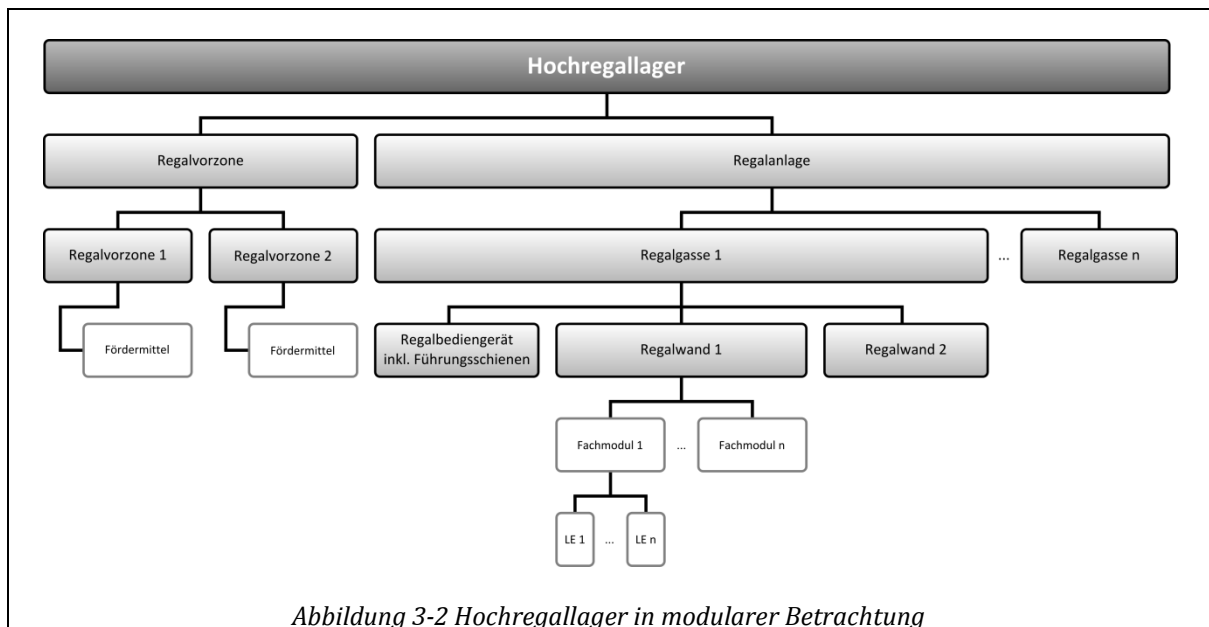 Hochregallager
Regalvorzone
Regalanlage
Regalvorzone 1
Regalvorzone 2
Regalgasse 1
...
Regalgasse n
Fördermittel
Fördermittel
Regalbediengerät
inkl. Führungsschienen
Regalwand 1
Regalwand 2
Fachmodul 1
...
Fachmodul n
LE 1
...
LE n
Abbildung 3-2 Hochregallager in modularer Betrachtung